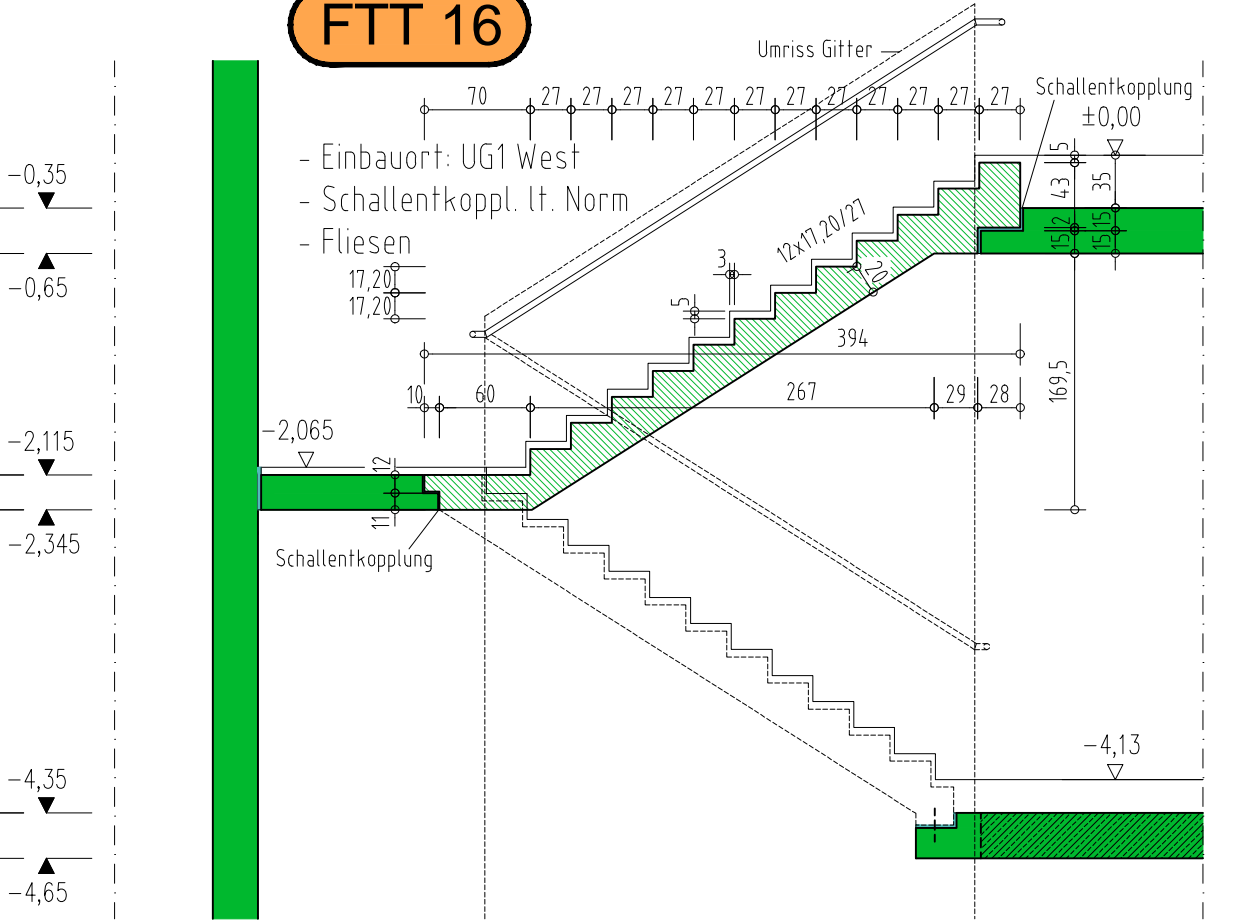 FTT 16
Umriss Gitter
Schallentkopplung
±0,00
70 27 27 27 27 27 27 27 27 27 27 27 27
- Einbauort: UG1 West
- Schallentkoppl. lt. Norm
- Fliesen
-0,35
-0,65
5
43
35
2
15
15
15
12x17,20/27
20
3
5
17,20
17,20
394
10 60 267 29 28
169,5
-2,065
-2,115
-2,345
12
11
Schallentkopplung
-4,13
-4,35
-4,65